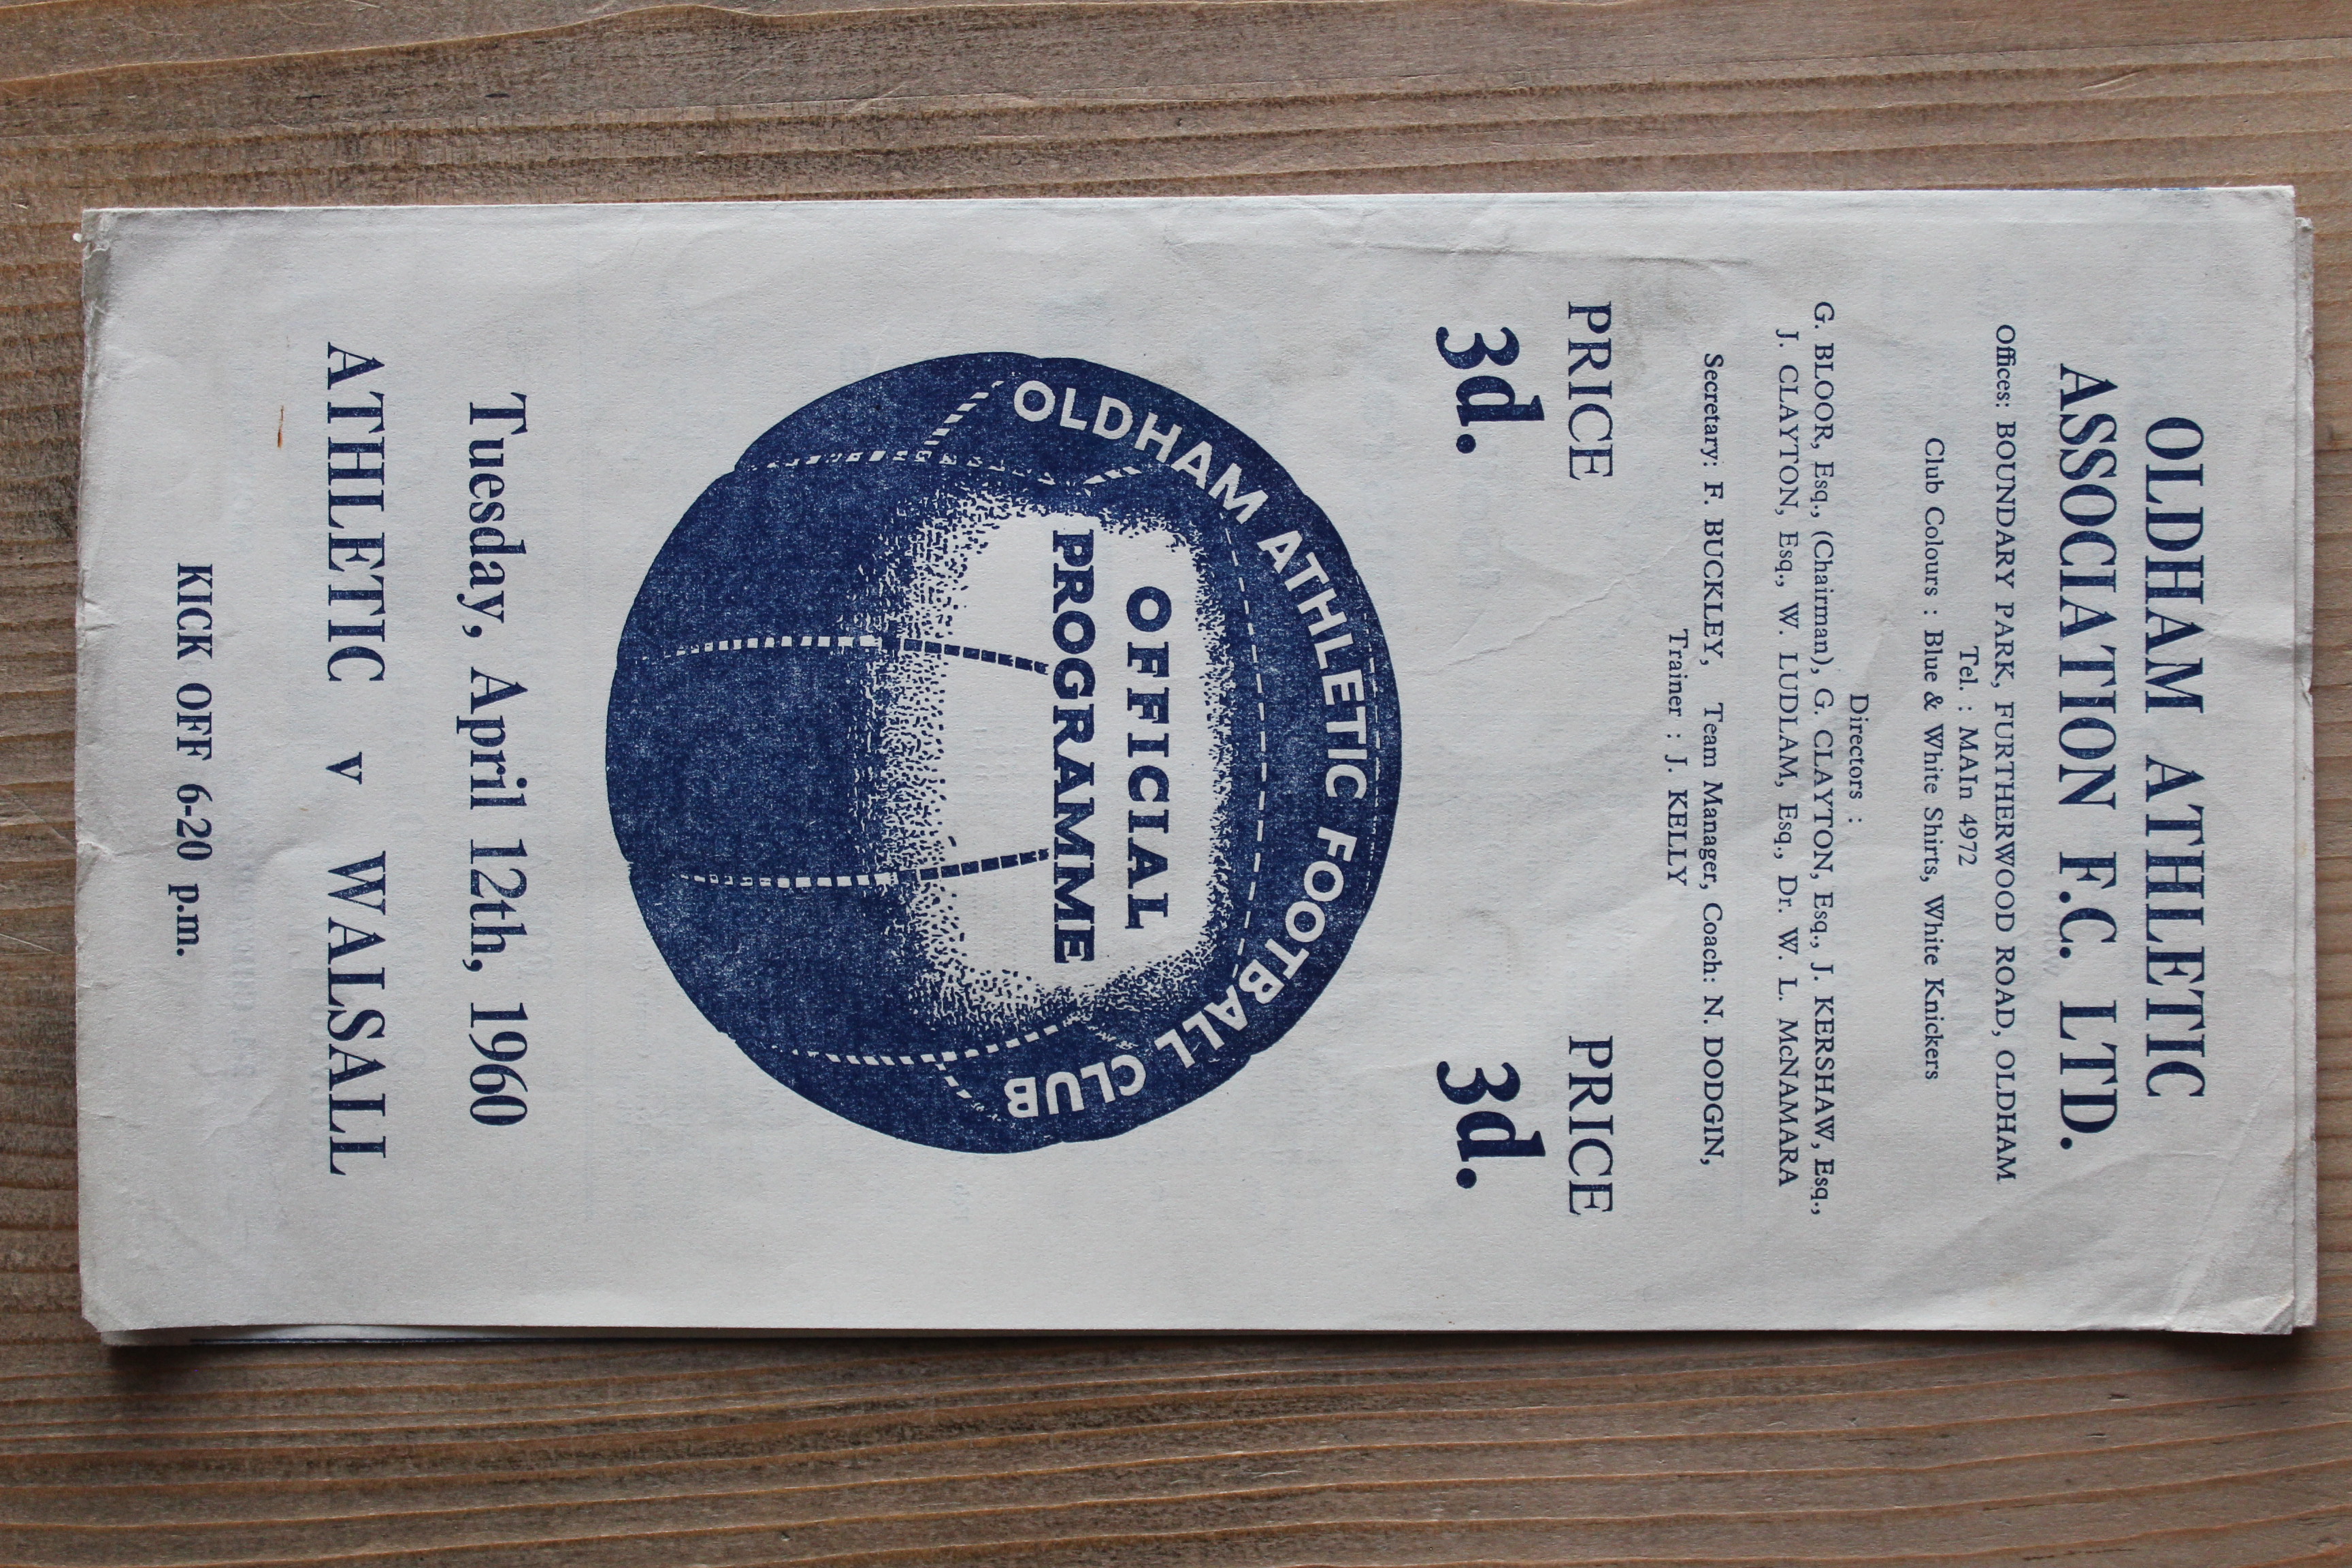 OLDHAM ATHLETIC
ASSOCIATION F.C. LTD.
Offices: BOUNDARY PARK, FURTHERWOOD ROAD, OLDHAM
Tel. : MAIn 4972
Club Colours : Blue & White Shirts, White Knickers
Directors :
G. BLOOR, Esq., (Chairman), G. CLAYTON, Esq., J. KERSHAW, Esq.,
J. CLAYTON, Esq., W. LUDLAM, Esq., Dr. W. L. McNAMARA
Secretary: F. BUCKLEY, Team Manager, Coach: N. DODGIN,
Trainer : J. KELLY
PRICE PRICE
3d. 3d.
OLDHAM ATHLETIC FOOTBALL CLUB
OFFICIAL
PROGRAMME
Tuesday, April 12th, 1960
ATHLETIC v WALSALL
KICK OFF 6-20 p.m.